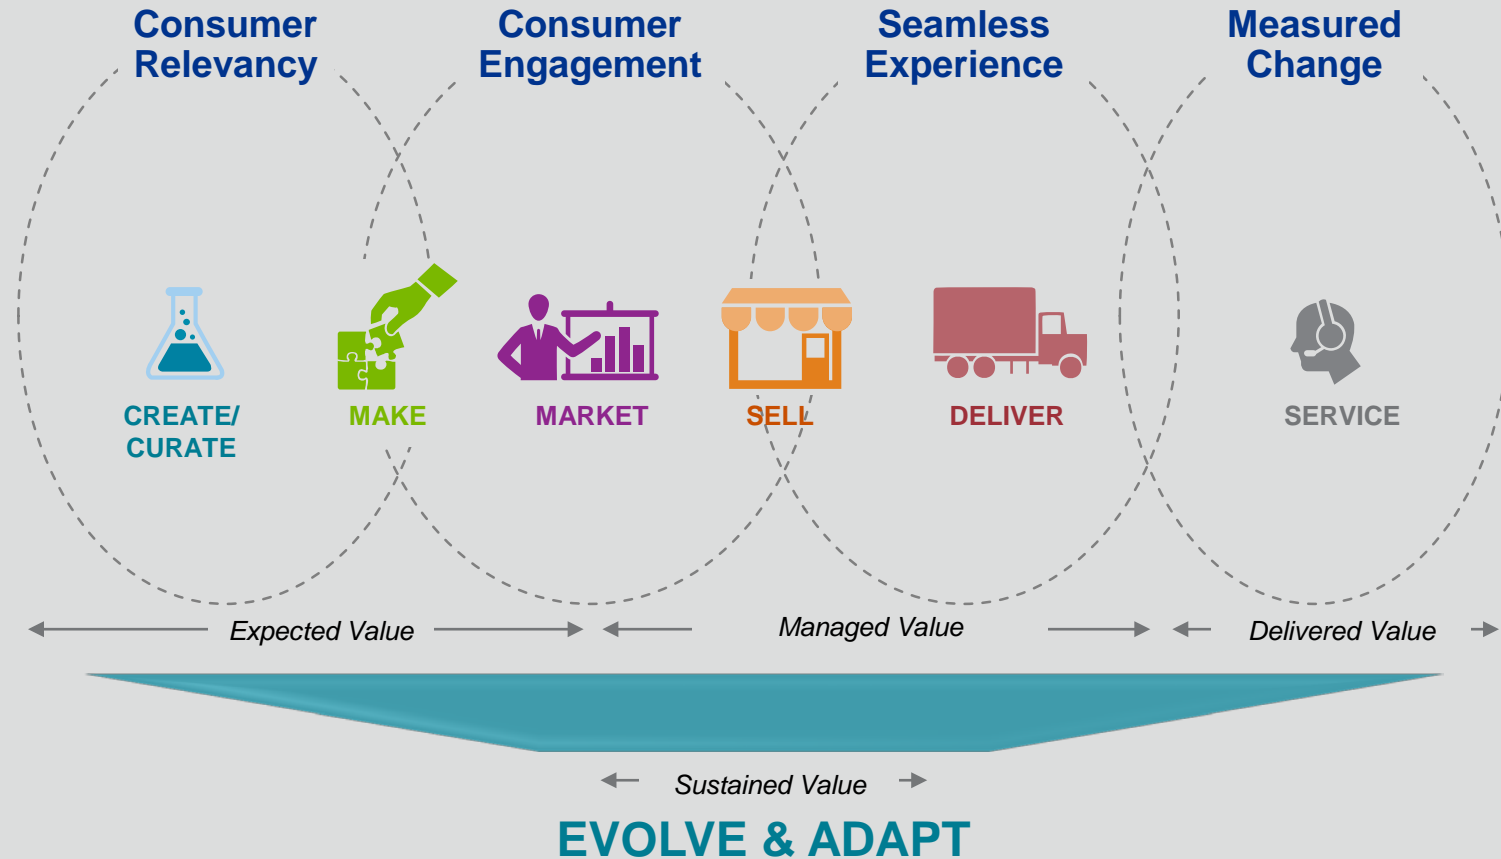 Consumer
Relevancy
Consumer
Engagement
Seamless
Experience
Measured
Change
CREATE/
CURATE
MAKE
MARKET
SELL
DELIVER
SERVICE
Expected Value
Managed Value
Delivered Value
Sustained Value
EVOLVE & ADAPT